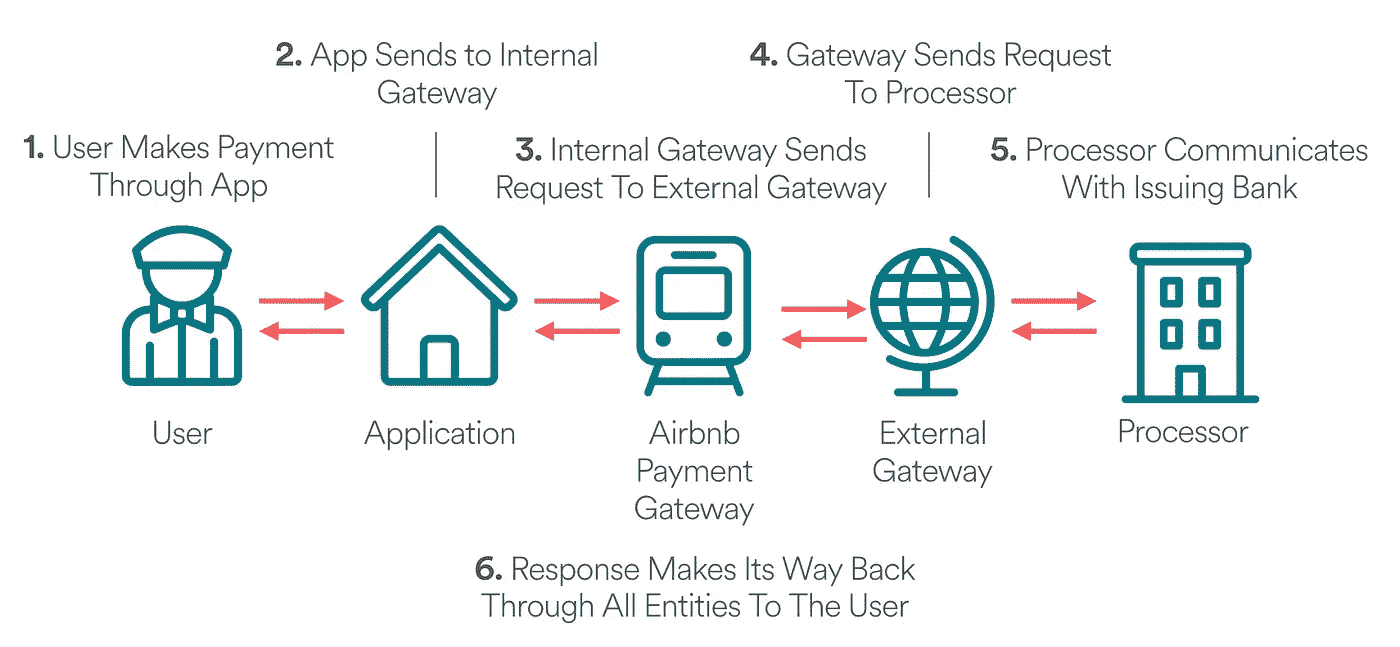 2. App Sends to Internal
Gateway
4. Gateway Sends Request
To Processor
1. User Makes Payment
Through App
3. Internal Gateway Sends
Request To External Gateway
5. Processor Communicates
With Issuing Bank
User
Application
Airbnb
Payment
Gateway
External
Gateway
Processor
6. Response Makes Its Way Back
Through All Entities To The User